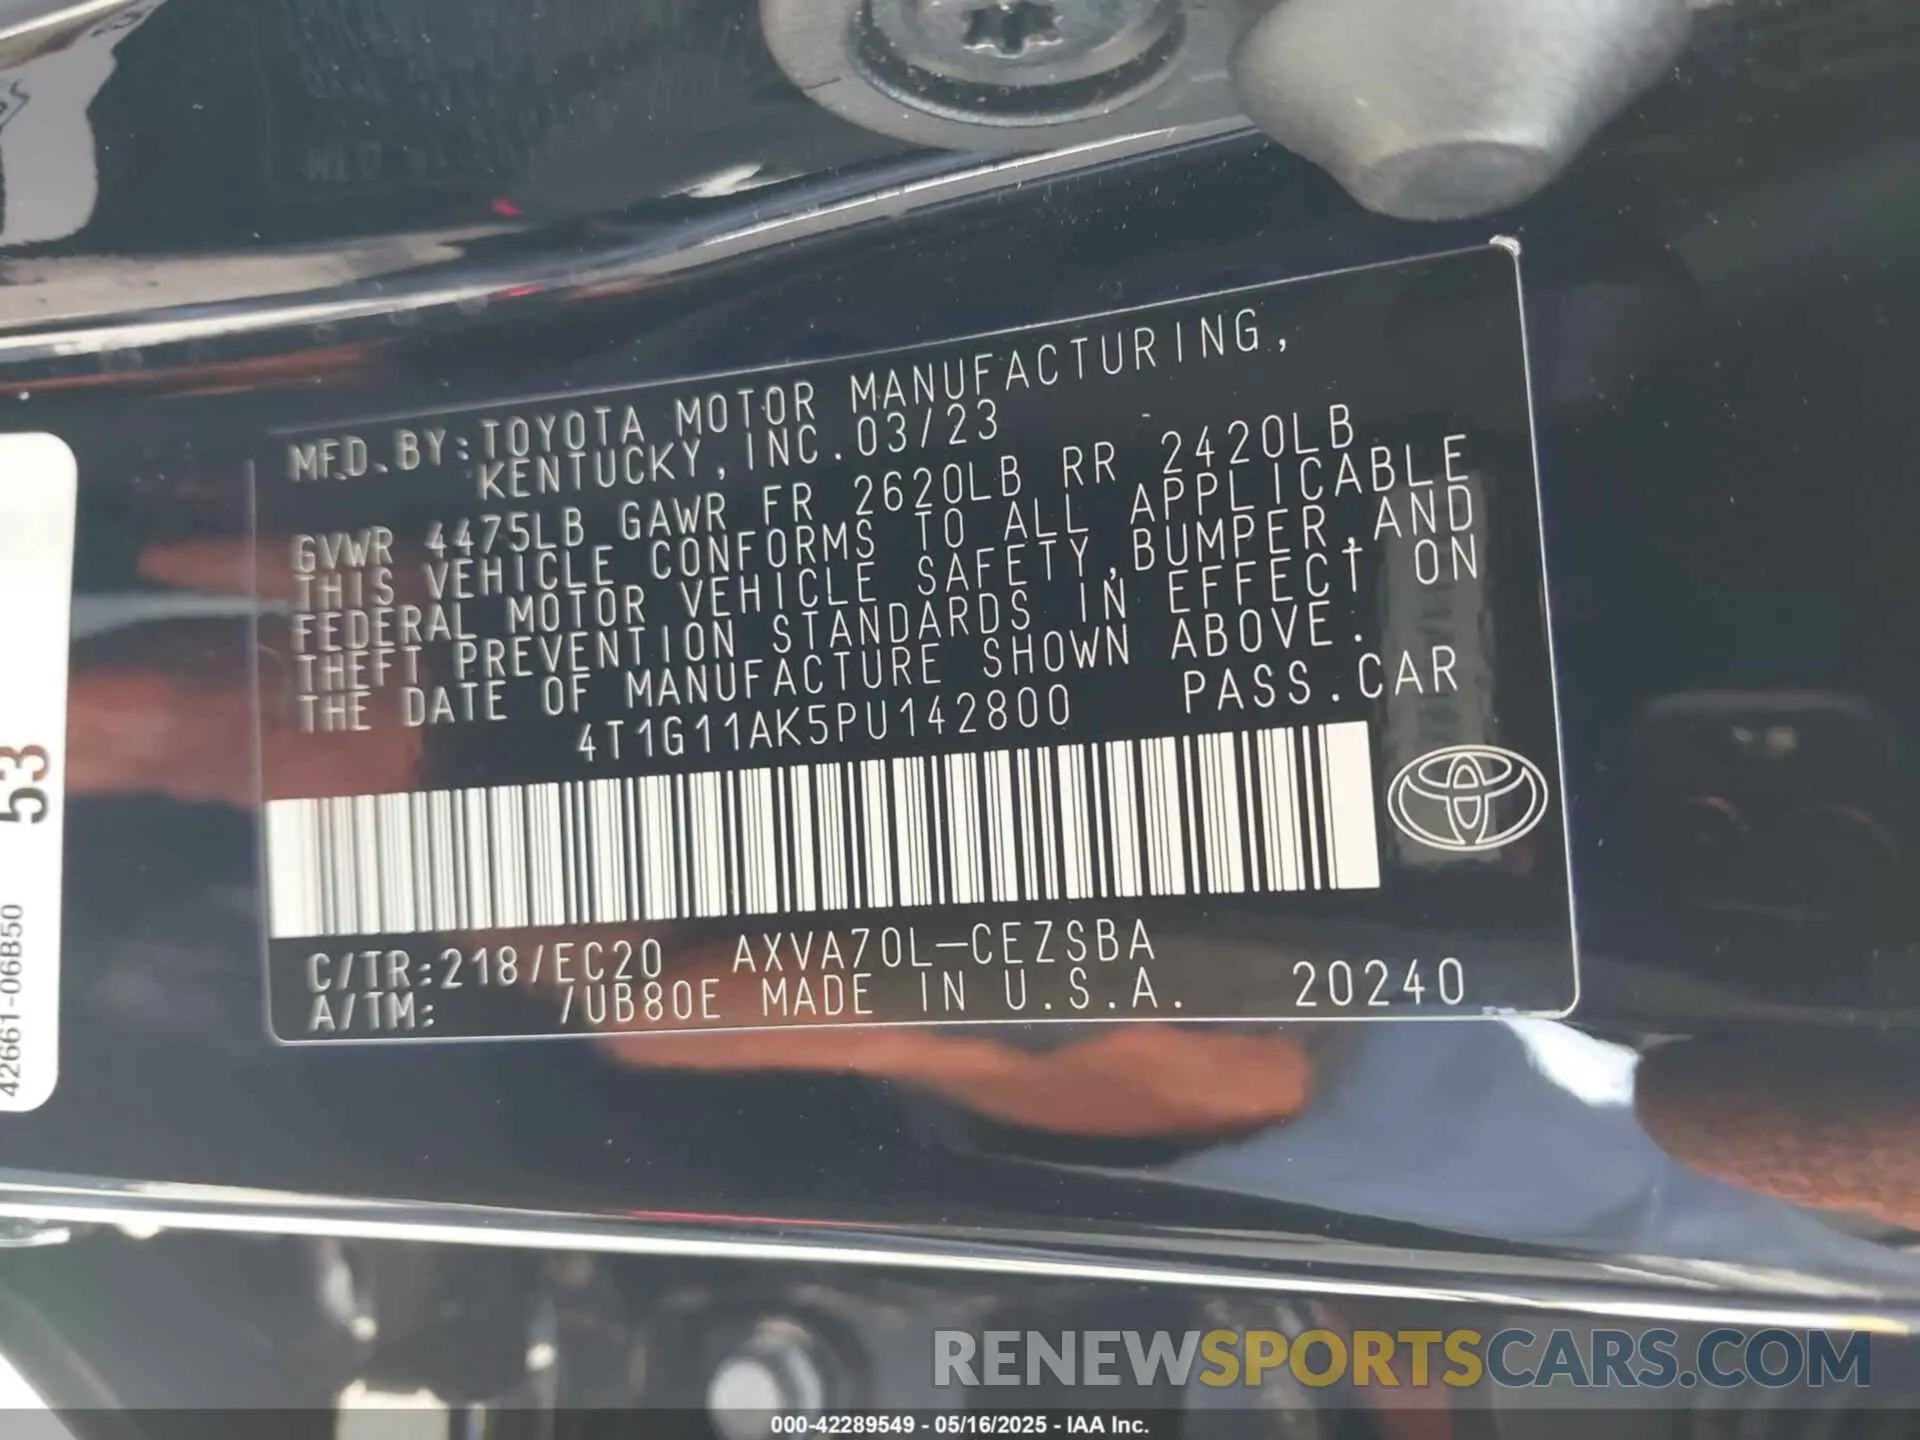 MFD. BY: TOYOTA MOTOR MANUFACTURING,
KENTUCKY, INC. 03/23
GVWR 4475LB GAWR FR 2620LB RR 2420LB
THIS VEHICLE CONFORMS TO ALL APPLICABLE
FEDERAL MOTOR VEHICLE SAFETY, BUMPER, AND
THEFT PREVENTION STANDARDS IN EFFECT ON
THE DATE OF MANUFACTURE SHOWN ABOVE.
4T1G11AK5PU142800 PASS. CAR
C/TR: 218/EC20 AXVA70L-CEZSBA
A/TM: /UB80E MADE IN U.S.A. 20240
53
42661-06B50
RENEWSPORTSCARS.COM
000-42289549 - 05/16/2025 - IAA Inc.